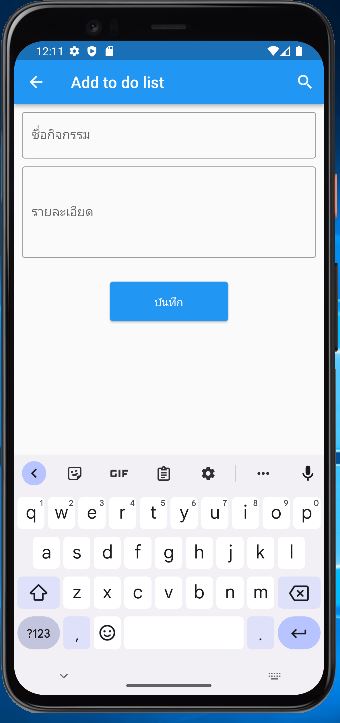 12:11
Add to do list
ชื่อกิจกรรม
รายละเอียด
บันทึก
GIF
q1 w2 e3 r4 t5 y6 u7 i8 o9 p0
a s d f g h j k l
z x c v b n m
?123 , .